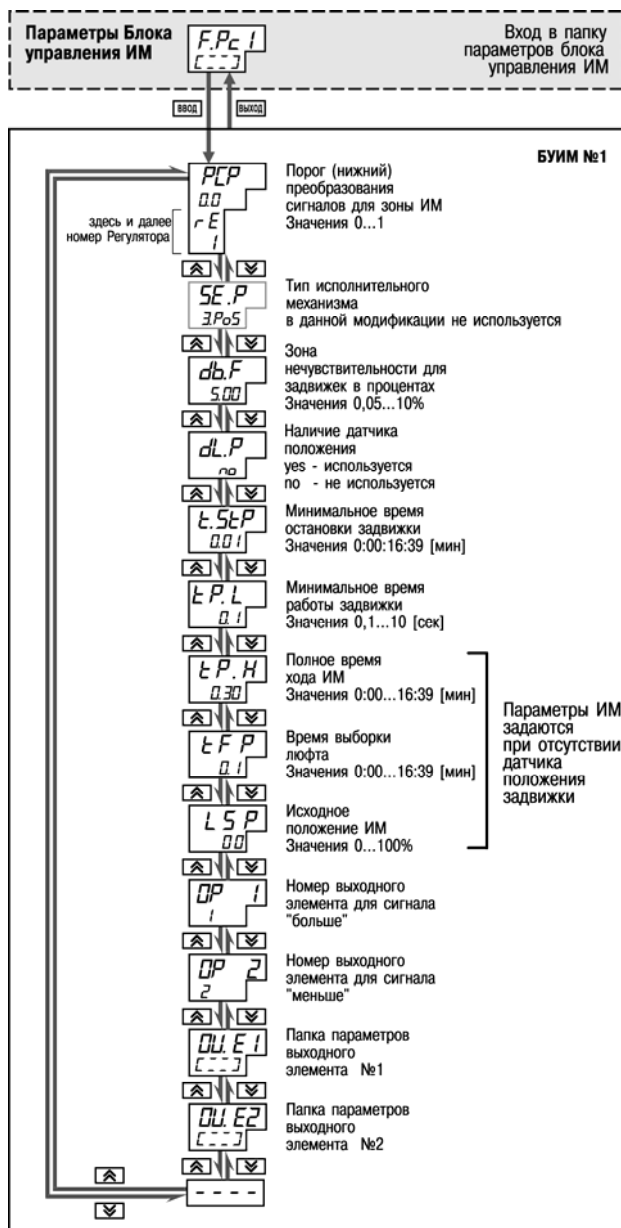 Параметры Блока
управления ИМ
F.Pc 1
[---]
Вход в папку
параметров блока
управления ИМ
ВВОД
ВЫХОД
БУИМ №1
PCP
0.0
rE
1
здесь и далее
номер Регулятора
Порог (нижний)
преобразования
сигналов для зоны ИМ
Значения 0...1
SE.P
3.PoS
Тип исполнительного
механизма
в данной модификации не используется
db.F
5.00
Зона
нечувствительности для
задвижек в процентах
Значения 0,05...10%
dL.P
no
Наличие датчика
положения
yes - используется
no - не используется
t.StP
0.01
Минимальное время
остановки задвижки
Значения 0:00:16:39 [мин]
tP.L
0.1
Минимальное время
работы задвижки
Значения 0,1...10 [сек]
tP.H
0.30
Полное время
хода ИМ
Значения 0:00...16:39 [мин]
tFP
0.1
Время выборки
люфта
Значения 0:00...16:39 [мин]
LSP
00
Исходное
положение ИМ
Значения 0...100%
Параметры ИМ
задаются
при отсутствии
датчика
положения
задвижки
OP 1
1
Номер выходного
элемента для сигнала
"больше"
OP 2
2
Номер выходного
элемента для сигнала
"меньше"
OU.E1
[---]
Папка параметров
выходного
элемента №1
OU.E2
[---]
Папка параметров
выходного
элемента №2
----